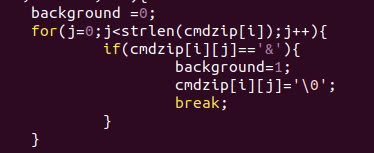 background =0;
for(j=0;j<strlen(cmdzip[i]);j++){
if(cmdzip[i][j]=='&'){
background=1;
cmdzip[i][j]='\0';
break;
}
}